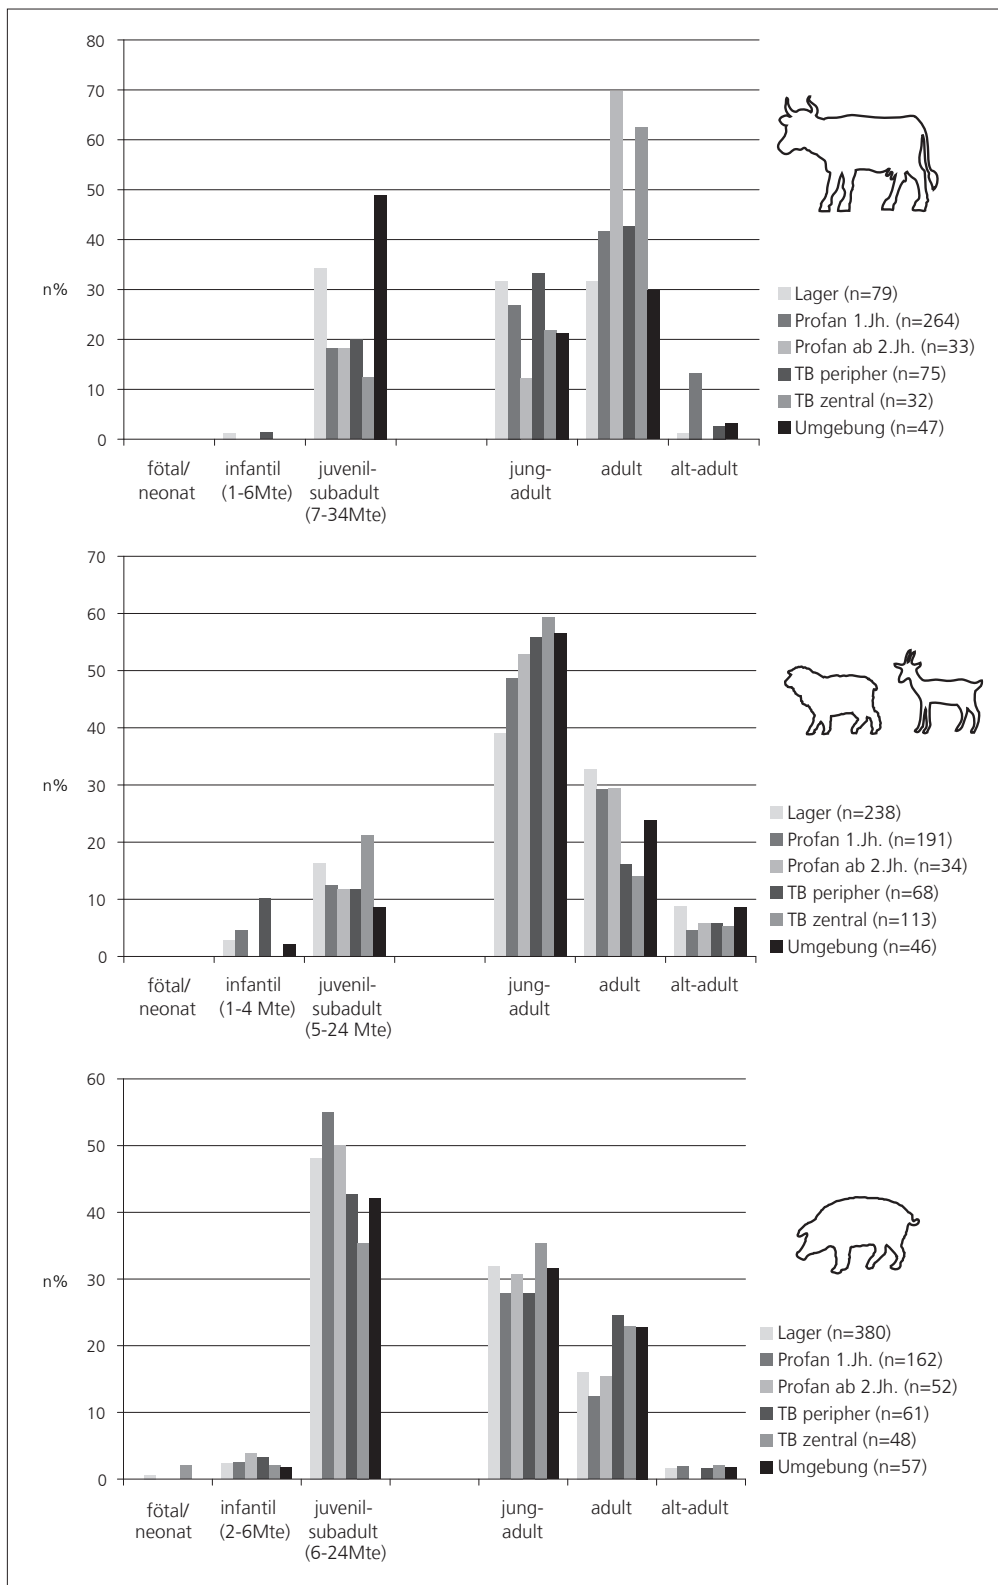 80
70
60
50
40
n%
30
20
10
0
fötal/
neonat
infantil
(1-6Mte)
juvenil-
subadult
(7-34Mte)
jung-
adult
adult
alt-adult
Lager (n=79)
Profan 1.Jh. (n=264)
Profan ab 2.Jh. (n=33)
TB peripher (n=75)
TB zentral (n=32)
Umgebung (n=47)
70
60
50
40
n%
30
20
10
0
fötal/
neonat
infantil
(1-4 Mte)
juvenil-
subadult
(5-24 Mte)
jung-
adult
adult
alt-adult
Lager (n=238)
Profan 1.Jh. (n=191)
Profan ab 2.Jh. (n=34)
TB peripher (n=68)
TB zentral (n=113)
Umgebung (n=46)
60
50
40
n%
30
20
10
0
fötal/
neonat
infantil
(2-6Mte)
juvenil-
subadult
(6-24Mte)
jung-
adult
adult
alt-adult
Lager (n=380)
Profan 1.Jh. (n=162)
Profan ab 2.Jh. (n=52)
TB peripher (n=61)
TB zentral (n=48)
Umgebung (n=57)